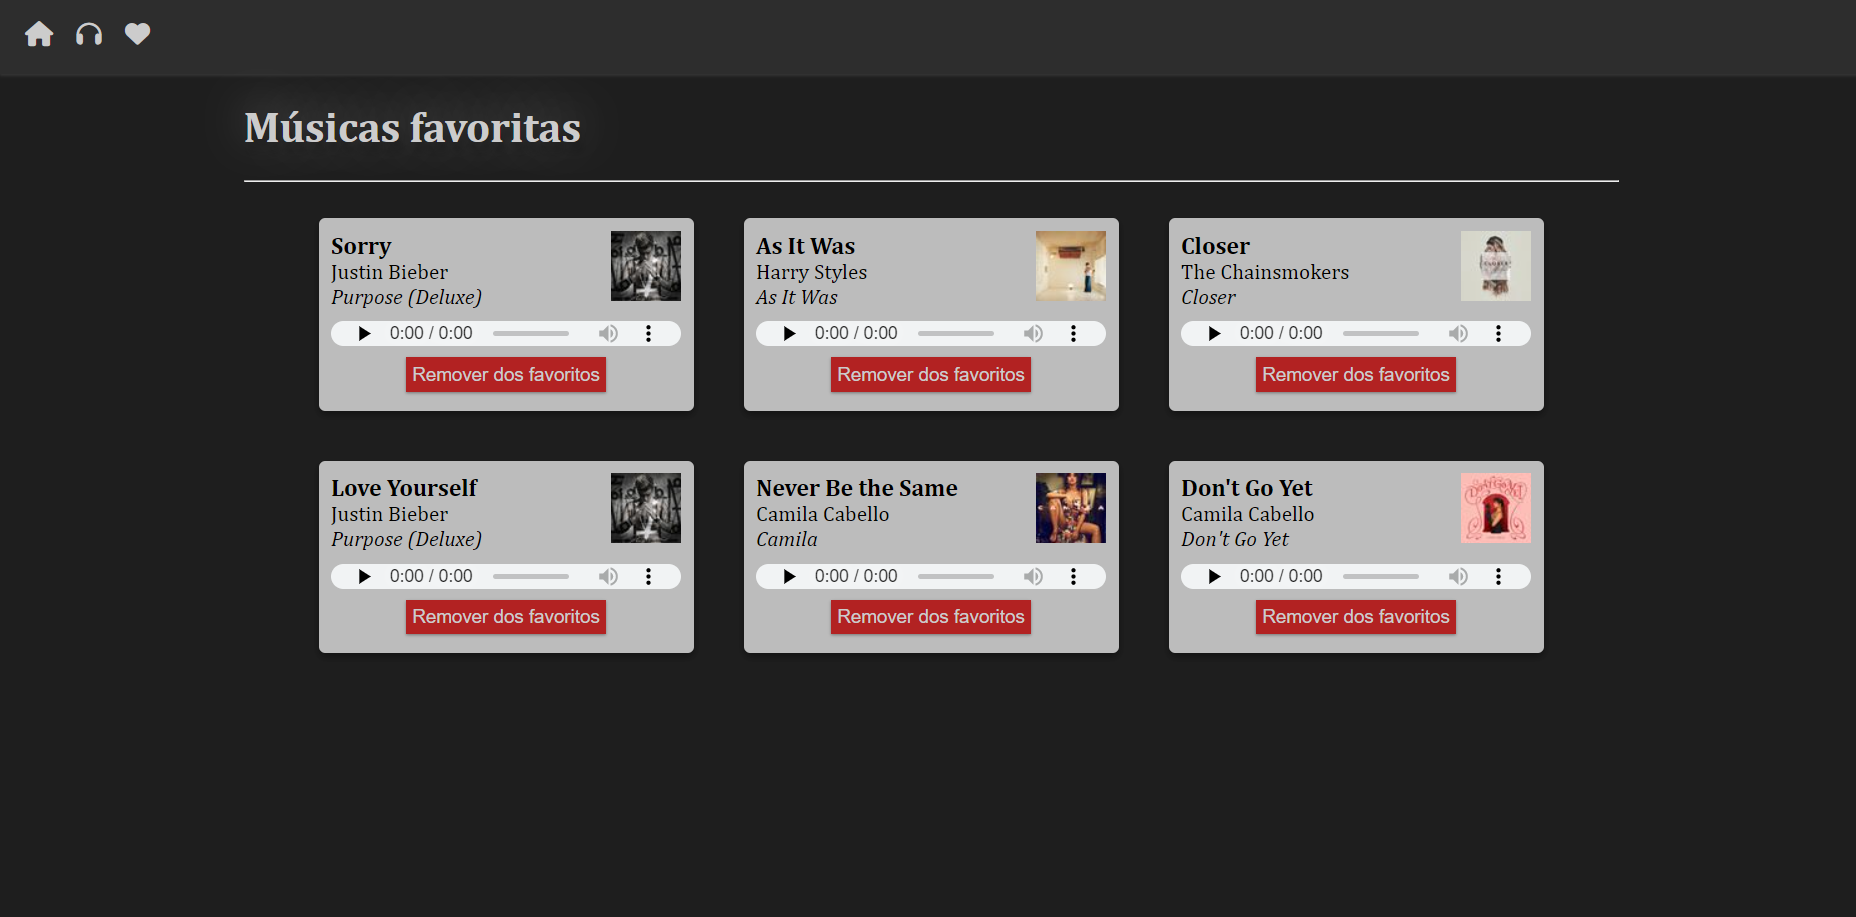 Músicas favoritas
Sorry
Justin Bieber
Purpose (Deluxe)
0:00 / 0:00
Remover dos favoritos
As It Was
Harry Styles
As It Was
0:00 / 0:00
Remover dos favoritos
Closer
The Chainsmokers
Closer
0:00 / 0:00
Remover dos favoritos
Love Yourself
Justin Bieber
Purpose (Deluxe)
0:00 / 0:00
Remover dos favoritos
Never Be the Same
Camila Cabello
Camila
0:00 / 0:00
Remover dos favoritos
Don't Go Yet
Camila Cabello
Don't Go Yet
0:00 / 0:00
Remover dos favoritos